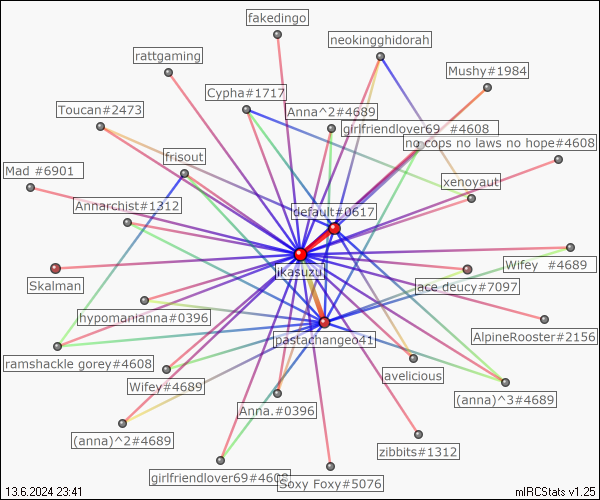 fakedingo
neokingghidorah
rattgaming
Mushy#1984
Cypha#1717
Toucan#2473
Anna^2#4689
girlfriendlover69 #4608
no cops no laws no hope#4608
frisout
Mad #6901
xenoyaut
Annarchist#1312
default#0617
Skalman
iKasuzu
Wifey #4689
ace deucy#7097
hypomanianna#0396
AlpineRooster#2156
pastachangeo41
ramshackle gorey#4608
Wifey#4689
lavelicious
(anna)^3#4689
Anna.#0396
(anna)^2#4689
zibbits#1312
girlfriendlover69#4608
Soxy Foxy#5076
13.6.2024 23:41
mIRCStats v1.25